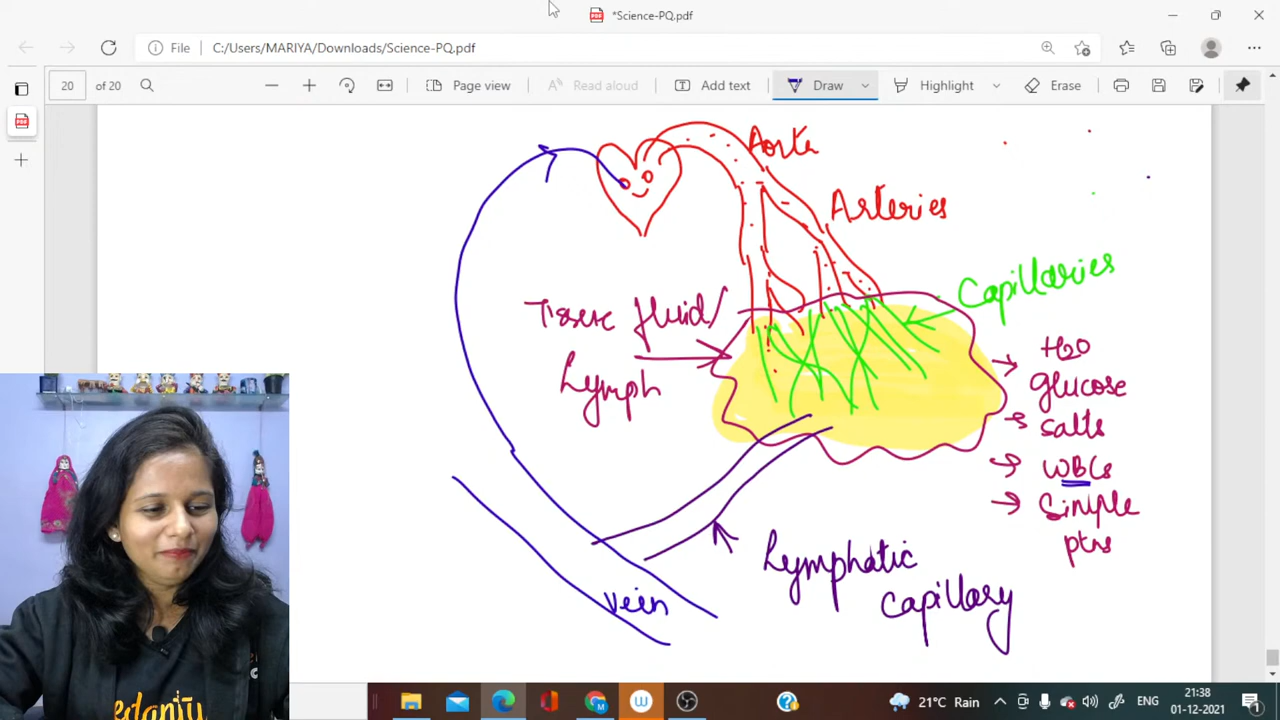 *Science-PQ.pdf
File
C:/Users/MARIYA/Downloads/Science-PQ.pdf
20
of 20
Page view
Read aloud
Add text
Draw
Highlight
Erase
Aorta
Arteries
Capillaries
Tissue fluid/
Lymph
H2O
glucose
salts
WBCs
Simple
ptns
Lymphatic
capillary
vein
21°C Rain
ENG
21:38
01-12-2021
1